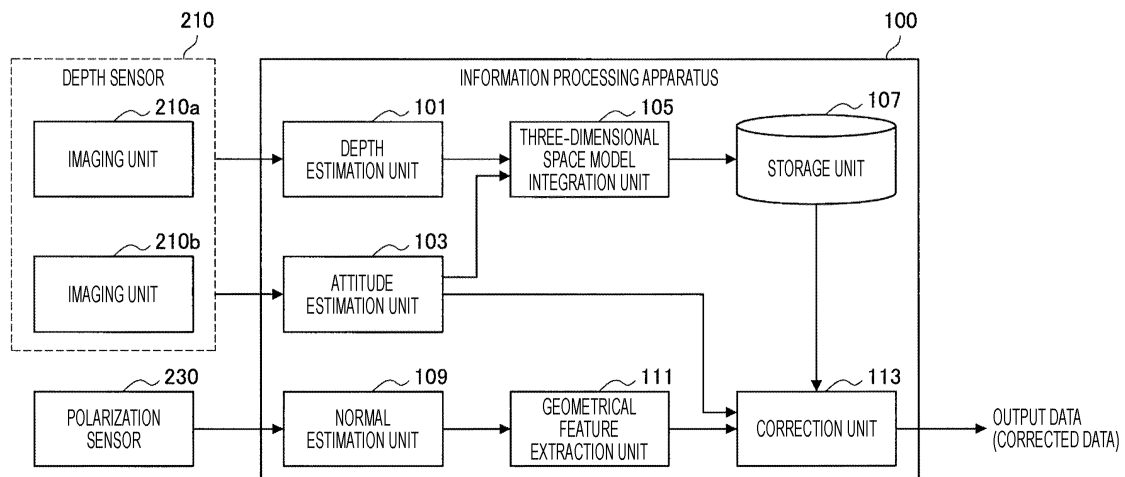 210
100
DEPTH SENSOR
INFORMATION PROCESSING APPARATUS
210a
101
105
107
IMAGING UNIT
DEPTH
ESTIMATION UNIT
THREE-DIMENSIONAL
SPACE MODEL
INTEGRATION UNIT
STORAGE UNIT
210b
103
IMAGING UNIT
ATTITUDE
ESTIMATION UNIT
230
109
111
113
POLARIZATION
SENSOR
NORMAL
ESTIMATION UNIT
GEOMETRICAL
FEATURE
EXTRACTION UNIT
CORRECTION UNIT
OUTPUT DATA
(CORRECTED DATA)